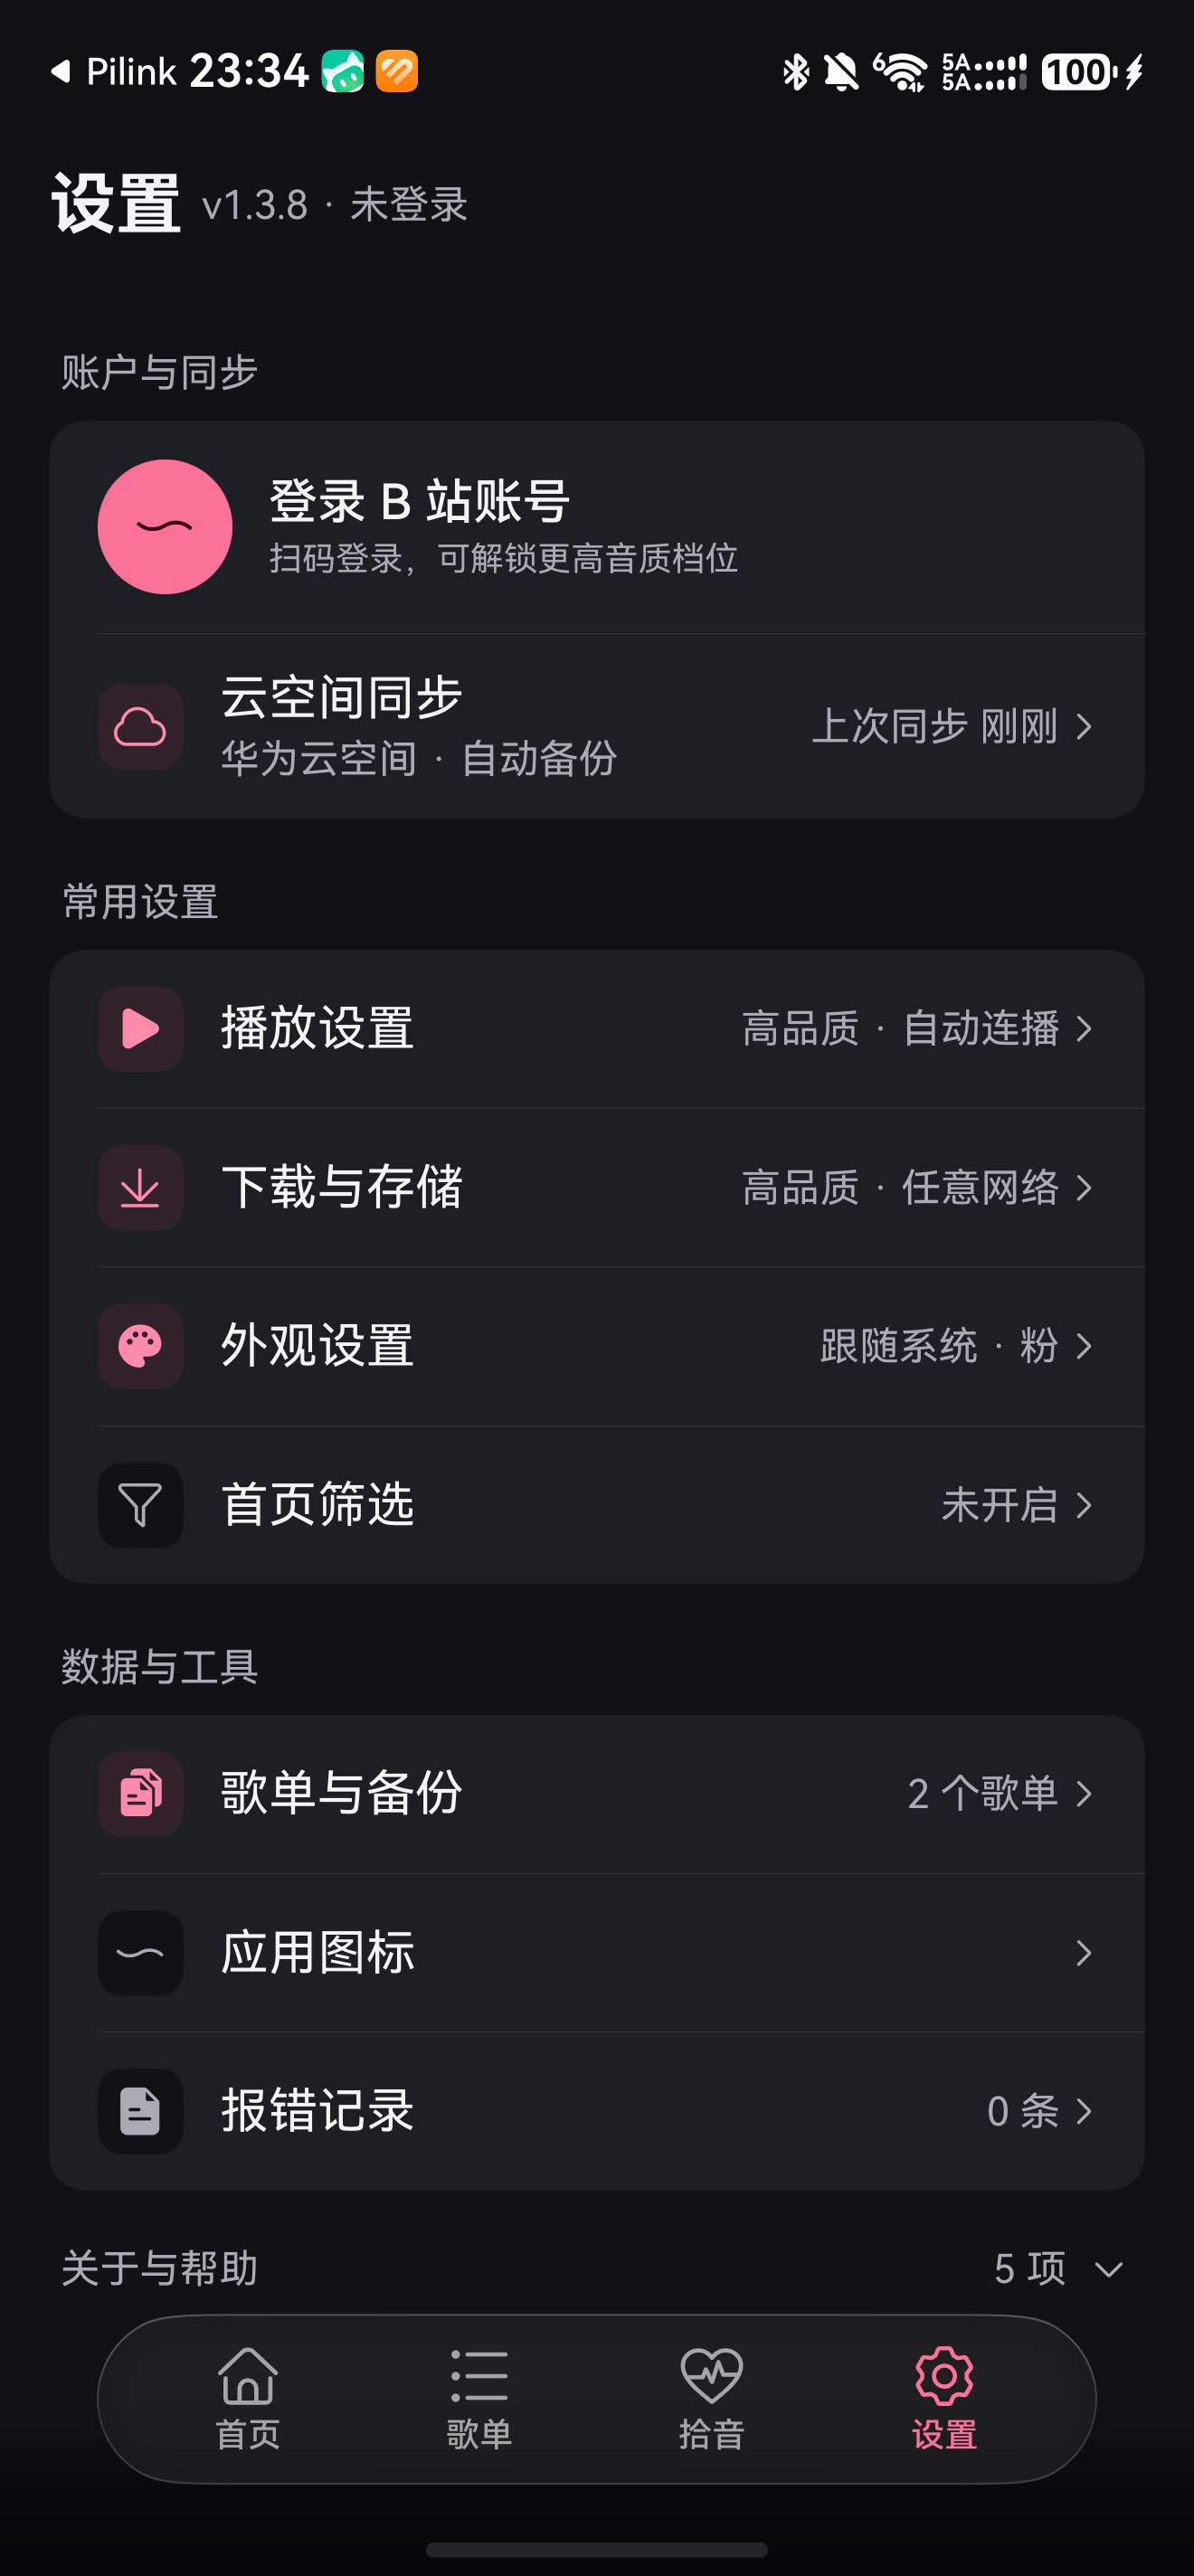 Pilink 23:34
6 5A 5A 100
设置 v1.3.8 · 未登录
账户与同步
登录 B 站账号
扫码登录，可解锁更高音质档位
云空间同步
华为云空间 · 自动备份
上次同步 刚刚
常用设置
播放设置 高品质 · 自动连播
下载与存储 高品质 · 任意网络
外观设置 跟随系统 · 粉
首页筛选 未开启
数据与工具
歌单与备份 2 个歌单
应用图标
报错记录 0 条
关于与帮助 5 项
首页 歌单 拾音 设置